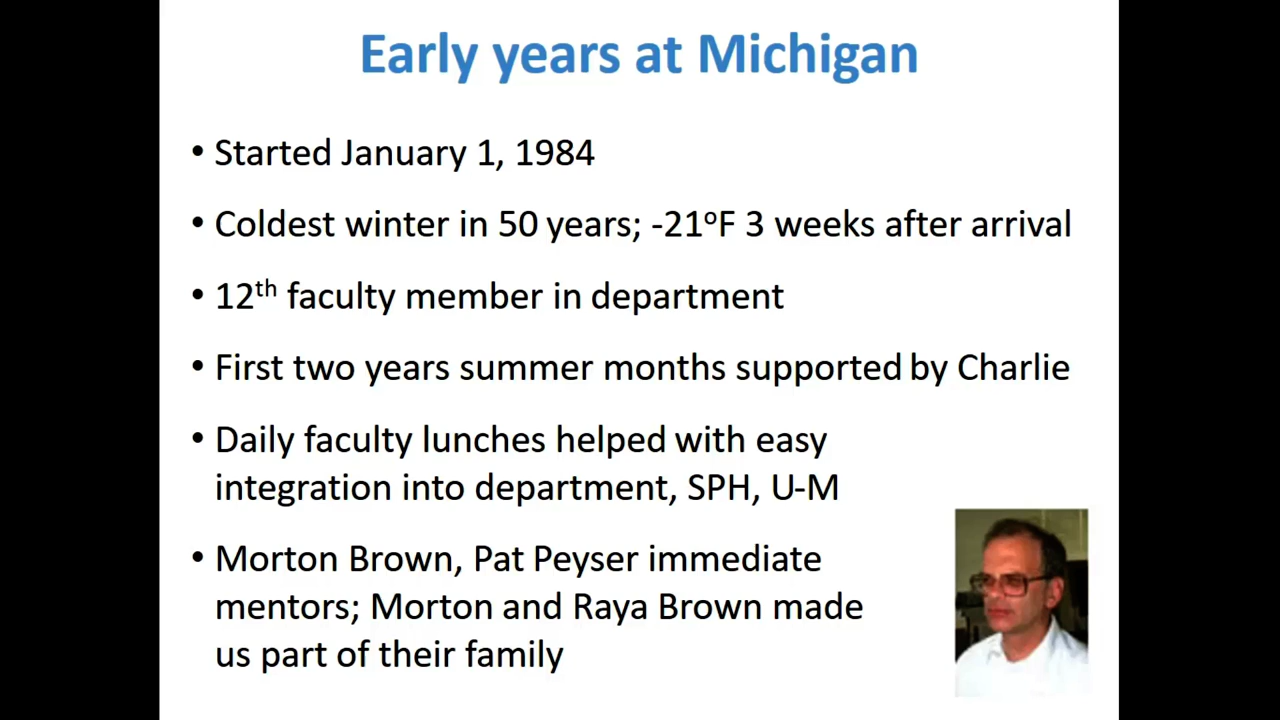 Early years at Michigan
• Started January 1, 1984
• Coldest winter in 50 years; -21ºF 3 weeks after arrival
• 12th faculty member in department
• First two years summer months supported by Charlie
• Daily faculty lunches helped with easy
integration into department, SPH, U-M
• Morton Brown, Pat Peyser immediate
mentors; Morton and Raya Brown made
us part of their family